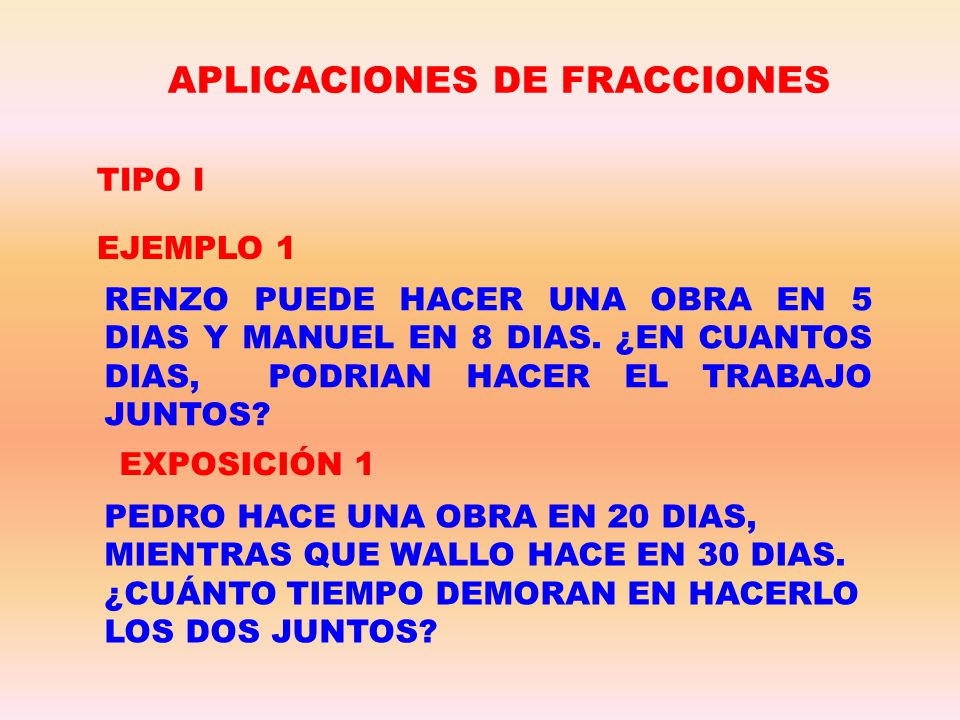 APLICACIONES DE FRACCIONES
TIPO I
EJEMPLO 1
RENZO PUEDE HACER UNA OBRA EN 5
DIAS Y MANUEL EN 8 DIAS. ¿EN CUANTOS
DIAS, PODRIAN HACER EL TRABAJO
JUNTOS?
EXPOSICIÓN 1
PEDRO HACE UNA OBRA EN 20 DIAS,
MIENTRAS QUE WALLO HACE EN 30 DIAS.
¿CUÁNTO TIEMPO DEMORAN EN HACERLO
LOS DOS JUNTOS?